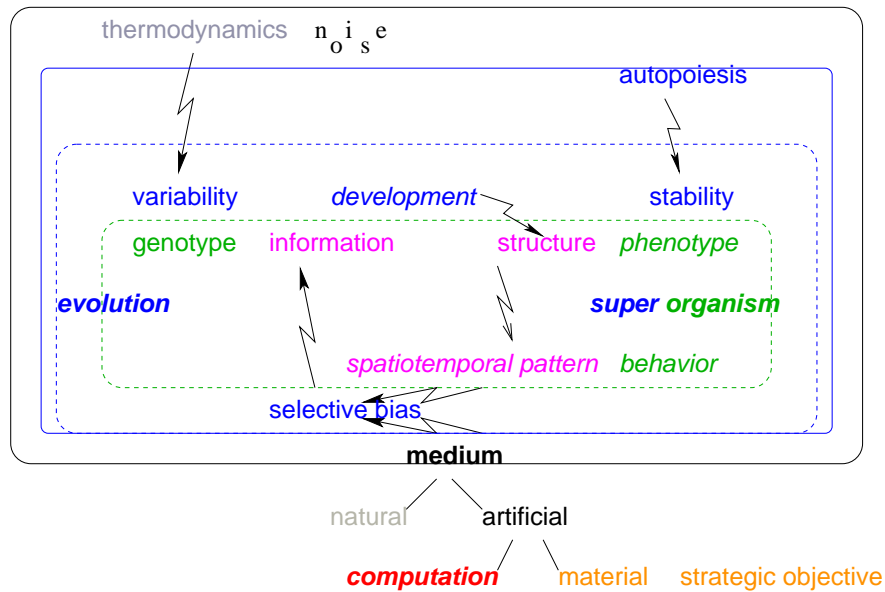 thermodynamics noise
autopoiesis
variability development stability
genotype information structure phenotype
evolution super organism
spatiotemporal pattern behavior
selective bias
medium
natural artificial
computation material strategic objective